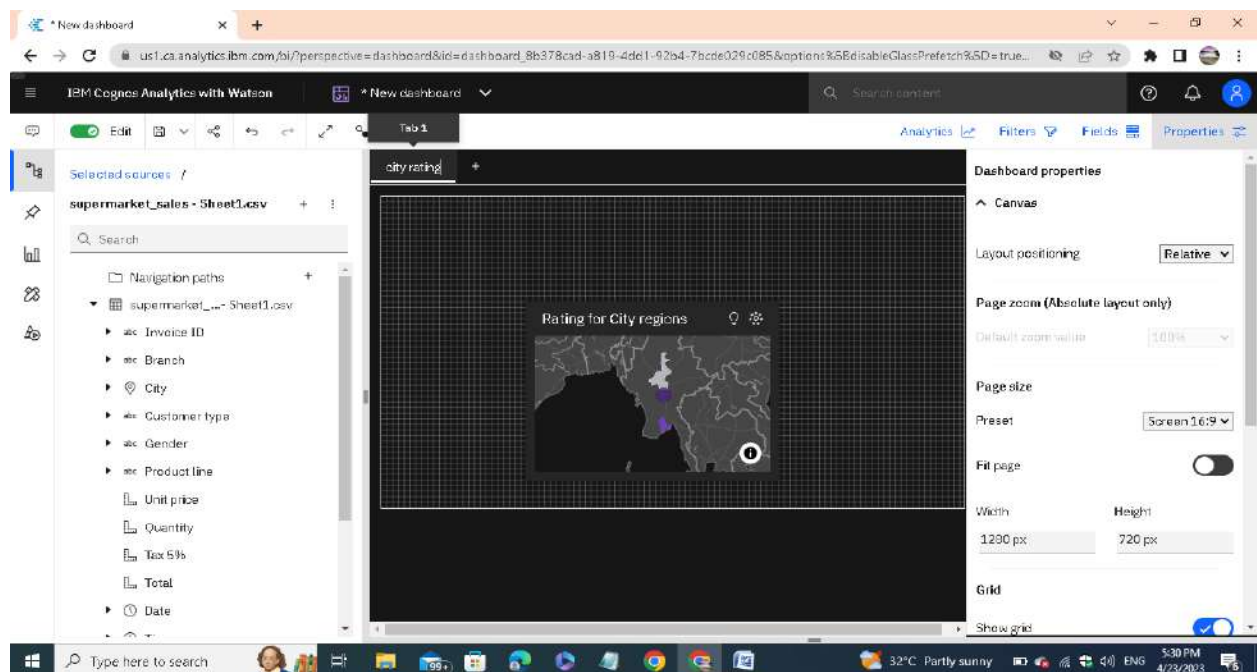 * New dashboard
us1.ca.analytics.ibm.com/bi/?perspective=dashboard&id=dashboard_8b378cad-a819-4dd1-92b4-7bcde029c085&options%5BdisableGlassPrefetch%5D=true...
IBM Cognos Analytics with Watson
* New dashboard
Search content
Edit
Tab 1
Analytics
Filters
Fields
Properties
Selected sources /
city rating
Dashboard properties
supermarket_sales - Sheet1.csv
Canvas
Search
Layout positioning
Relative
Navigation paths
supermarket_...- Sheet1.csv
Page zoom (Absolute layout only)
abc Invoice ID
Rating for City regions
Default zoom value
100%
abc Branch
City
Page size
abc Customer type
Preset
Screen 16:9
abc Gender
abc Product line
Fit page
Unit price
Width
Height
Quantity
1280 px
720 px
Tax 5%
Total
Grid
Date
Show grid
Type here to search
99+
32°C Partly sunny
ENG
5:30 PM
4/23/2023